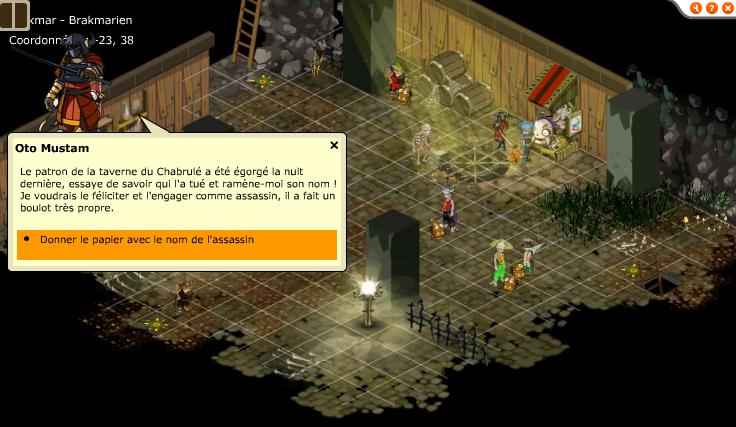 kmar - Brakmarien
Coordonné -23, 38
Oto Mustam
Le patron de la taverne du Chabrulé a été égorgé la nuit
dernière, essaye de savoir qui l'a tué et ramène-moi son nom !
Je voudrais le féliciter et l'engager comme assassin, il a fait un
boulot très propre.
Donner le papier avec le nom de l'assassin